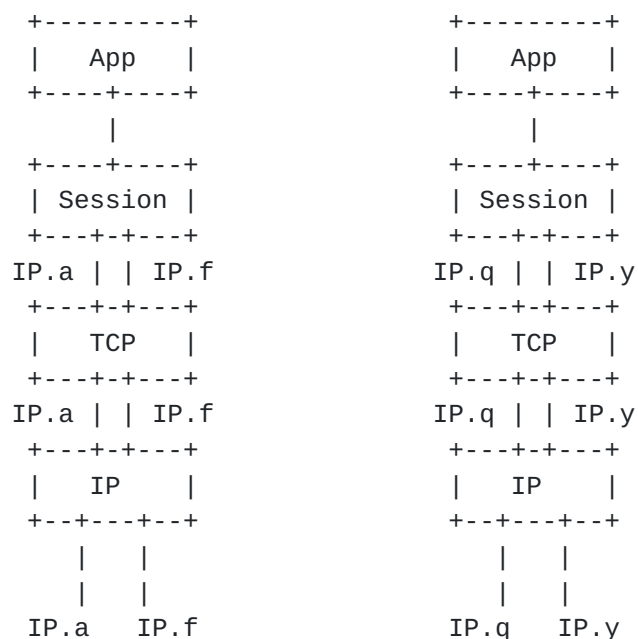 +---------+ +---------+
| App | | App |
+----+----+ +----+----+
| |
+----+----+ +----+----+
| Session | | Session |
+---+-+---+ +---+-+---+
IP.a | | IP.f IP.q | | IP.y
+---+-+---+ +---+-+---+
| TCP | | TCP |
+---+-+---+ +---+-+---+
IP.a | | IP.f IP.q | | IP.y
+---+-+---+ +---+-+---+
| IP | | IP |
+--+---+--+ +--+---+--+
| | | |
| | | |
IP.a IP.f IP.q IP.y